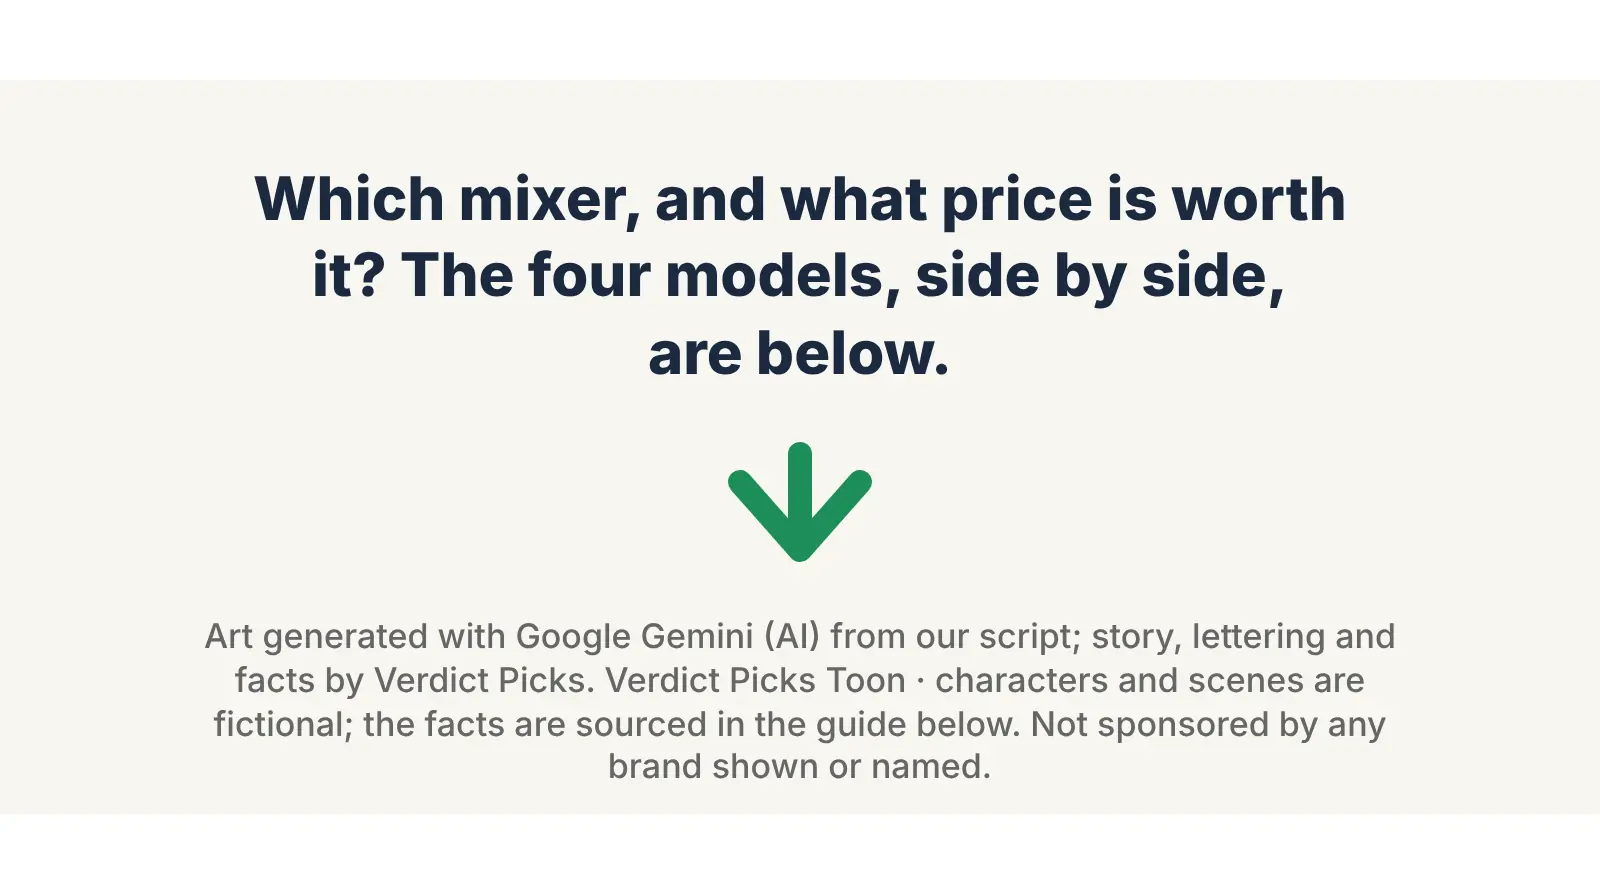 Which mixer, and what price is worth
it? The four models, side by side,
are below.
Art generated with Google Gemini (AI) from our script; story, lettering and
facts by Verdict Picks. Verdict Picks Toon · characters and scenes are
fictional; the facts are sourced in the guide below. Not sponsored by any
brand shown or named.